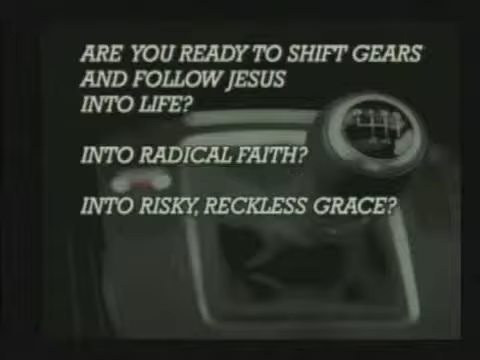 ARE YOU READY TO SHIFT GEARS
AND FOLLOW JESUS
INTO LIFE?
INTO RADICAL FAITH?
INTO RISKY, RECKLESS GRACE?